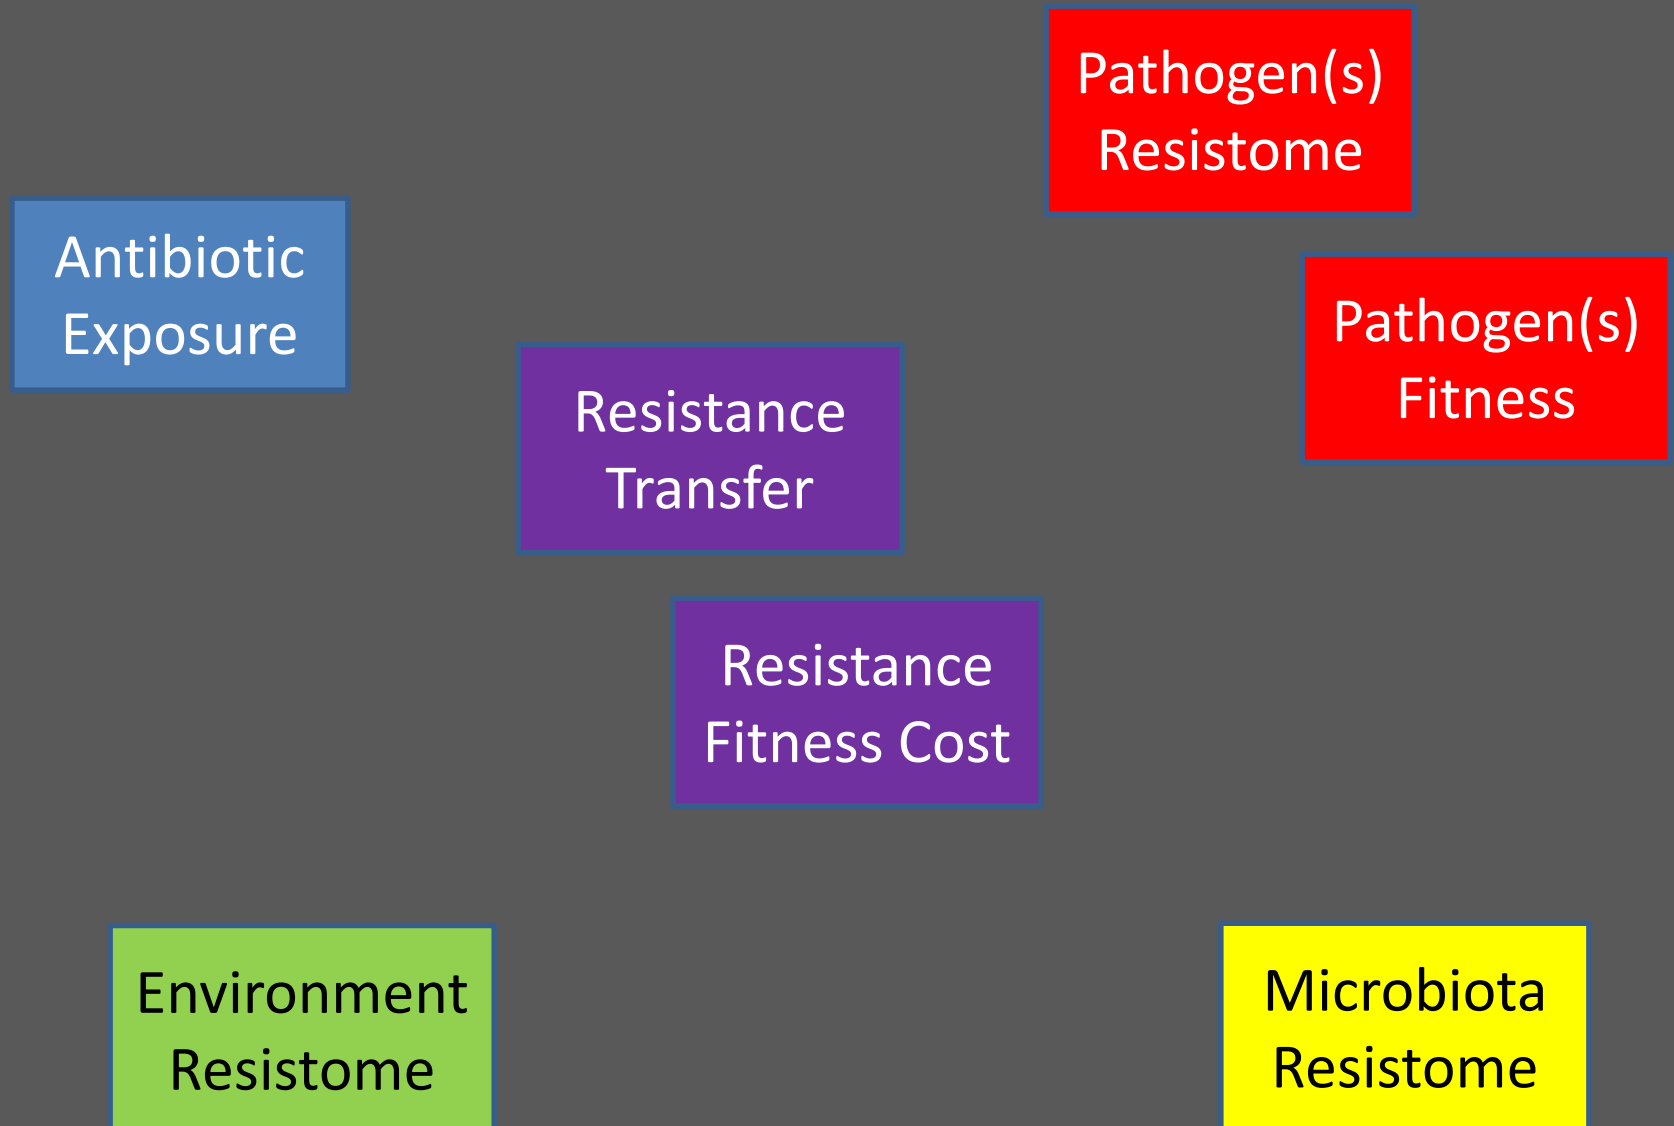 Pathogen(s)
Resistome
Antibiotic
Exposure
Pathogen(s)
Fitness
Resistance
Transfer
Resistance
Fitness Cost
Environment
Resistome
Microbiota
Resistome